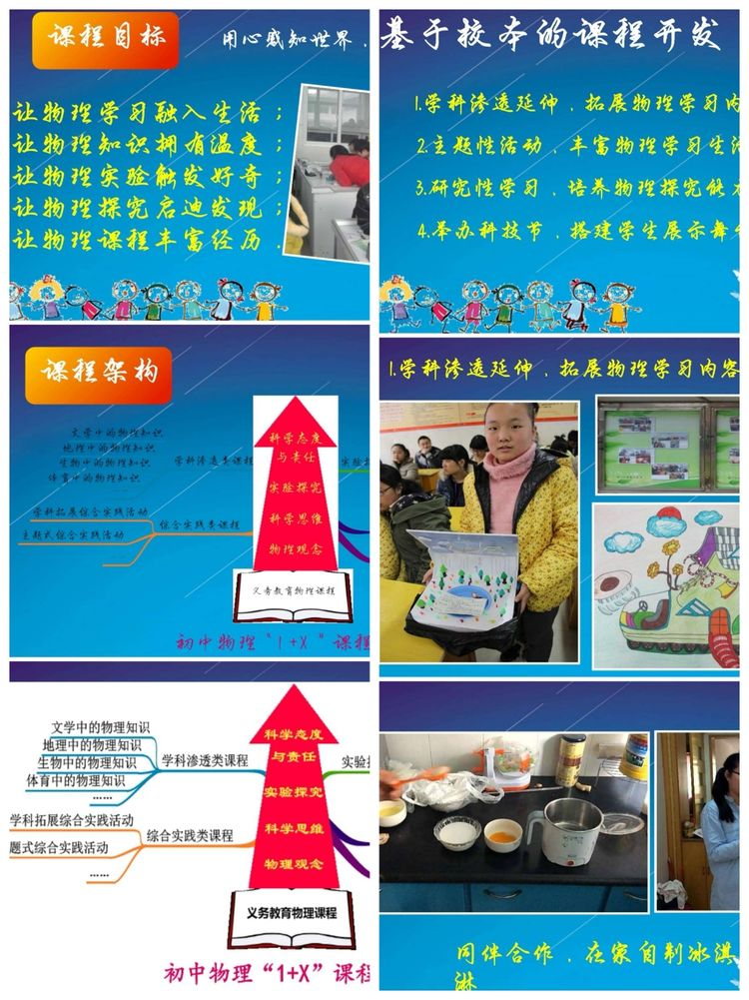 课程目标
用心感知世界，
让物理学习融入生活；
让物理知识拥有温度；
让物理实验触发好奇；
让物理探究启迪发现；
让物理课程丰富经历．
基于校本的课程开发
1.学科渗透延伸，拓展物理学习内
2.主题性活动，丰富物理学习生活
3.研究性学习，培养物理探究能
4.举办科技节，搭建学生展示舞
课程架构
文学中的物理知识
地理中的物理知识
生物中的物理知识
体育中的物理知识
学科渗透类课程
学科拓展综合实践活动
主题式综合实践活动
综合实践类课程
科学态度
与责任
实验探究
科学思维
物理观念
义务教育物理课程
初中物理“1+X”课程
1.学科渗透延伸，拓展物理学习内容
文学中的物理知识
地理中的物理知识
生物中的物理知识
体育中的物理知识
……
学科渗透类课程
学科拓展综合实践活动
题式综合实践活动
……
综合实践类课程
科学态度
与责任
实验探究
科学思维
物理观念
实验
义务教育物理课程
初中物理“1+X”课程
同伴合作，在家自制冰淇
淋